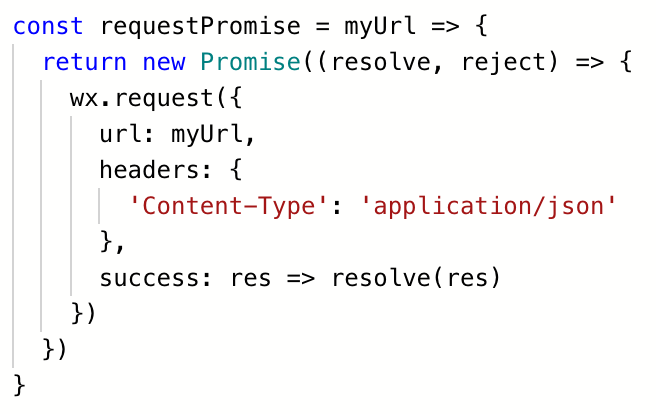 const requestPromise = myUrl => {
  return new Promise((resolve, reject) => {
    wx.request({
      url: myUrl,
      headers: {
        'Content-Type': 'application/json'
      },
      success: res => resolve(res)
    })
  })
}